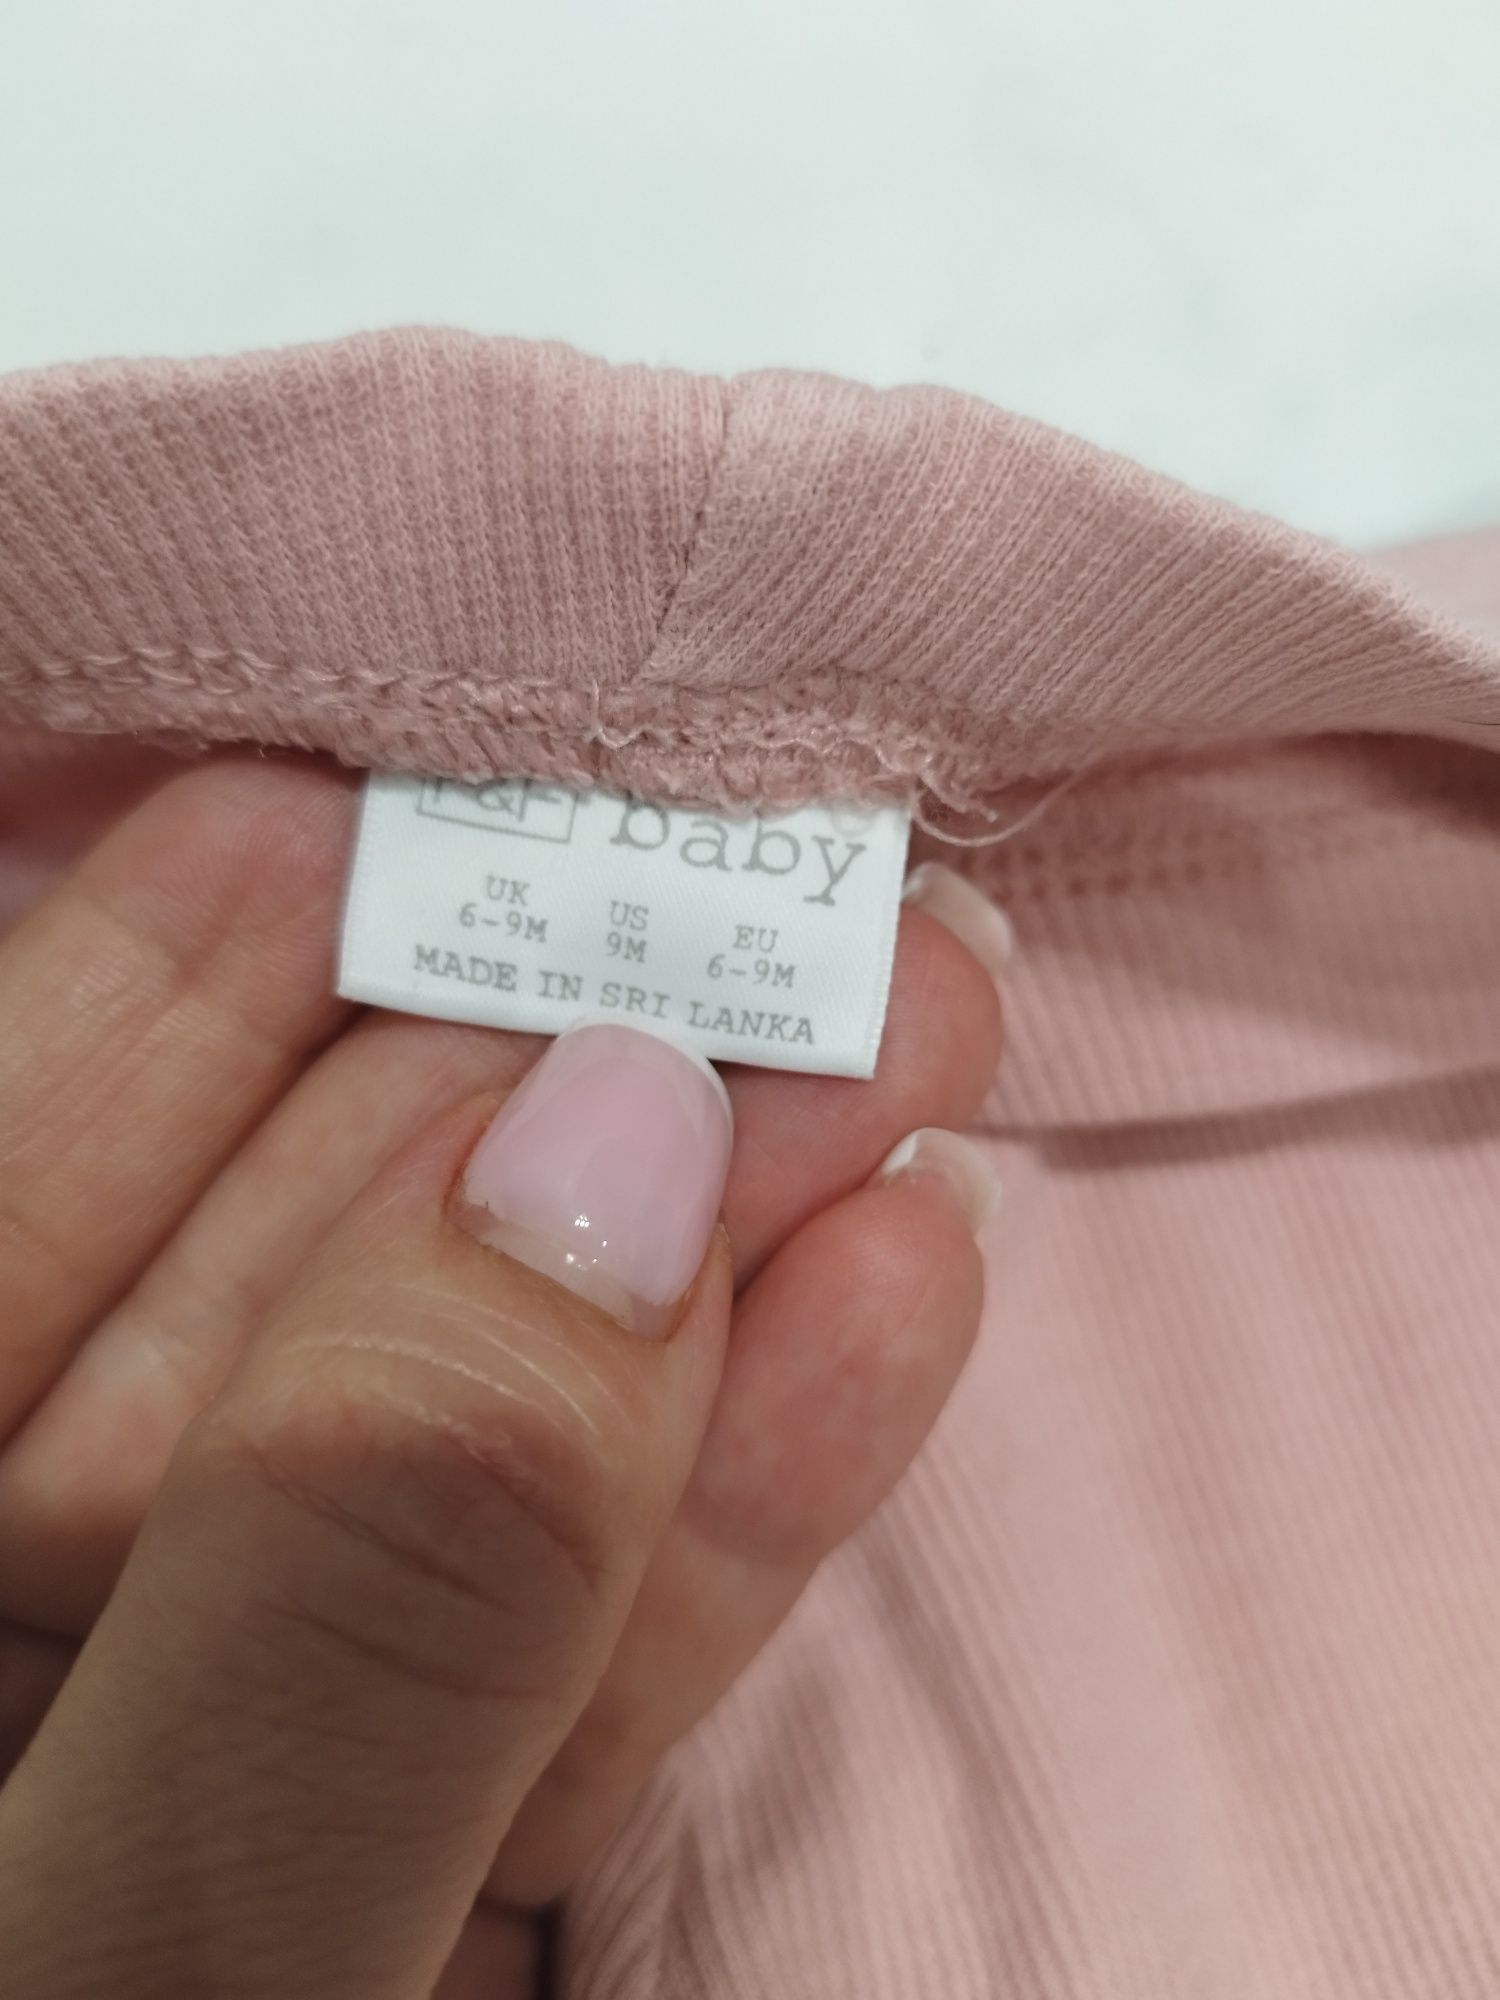 F&F baby
UK US EU
6-9M 9M 6-9M
MADE IN SRI LANKA